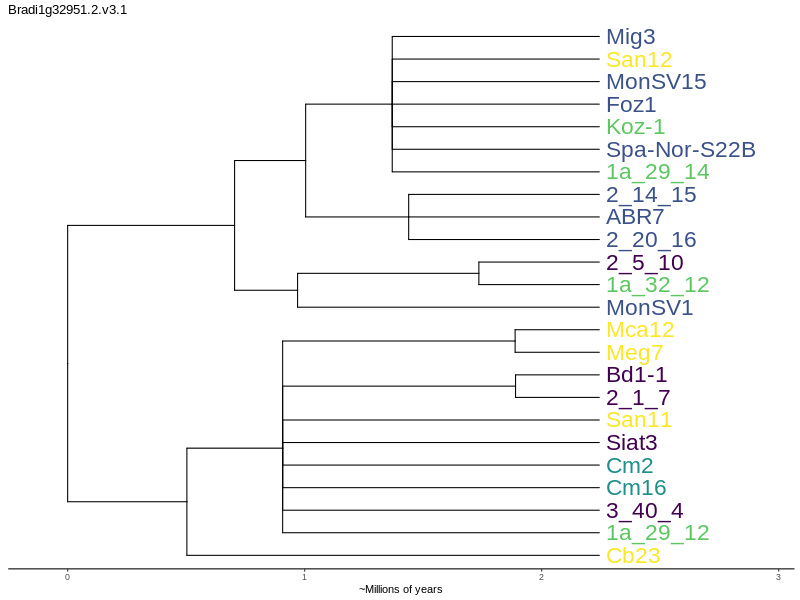 Bradi1g32951.2.v3.1
Mig3
San12
MonSV15
Foz1
Koz-1
Spa-Nor-S22B
1a_29_14
2_14_15
ABR7
2_20_16
2_5_10
1a_32_12
MonSV1
Mca12
Meg7
Bd1-1
2_1_7
San11
Siat3
Cm2
Cm16
3_40_4
1a_29_12
Cb23
0 1 2 3
~Millions of years